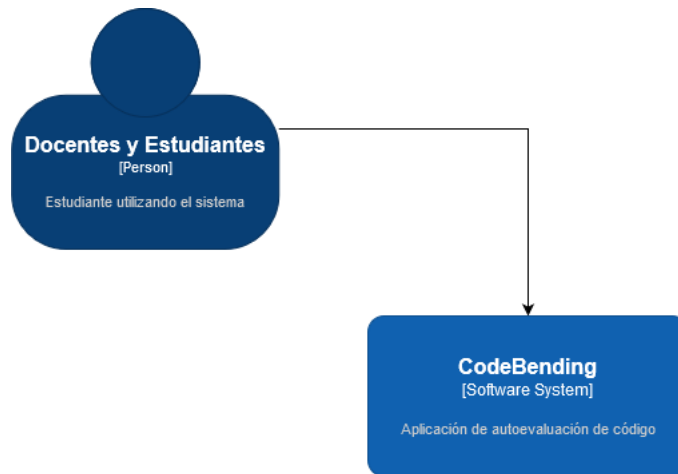 Docentes y Estudiantes
[Person]
Estudiante utilizando el sistema
CodeBending
[Software System]
Aplicación de autoevaluación de código